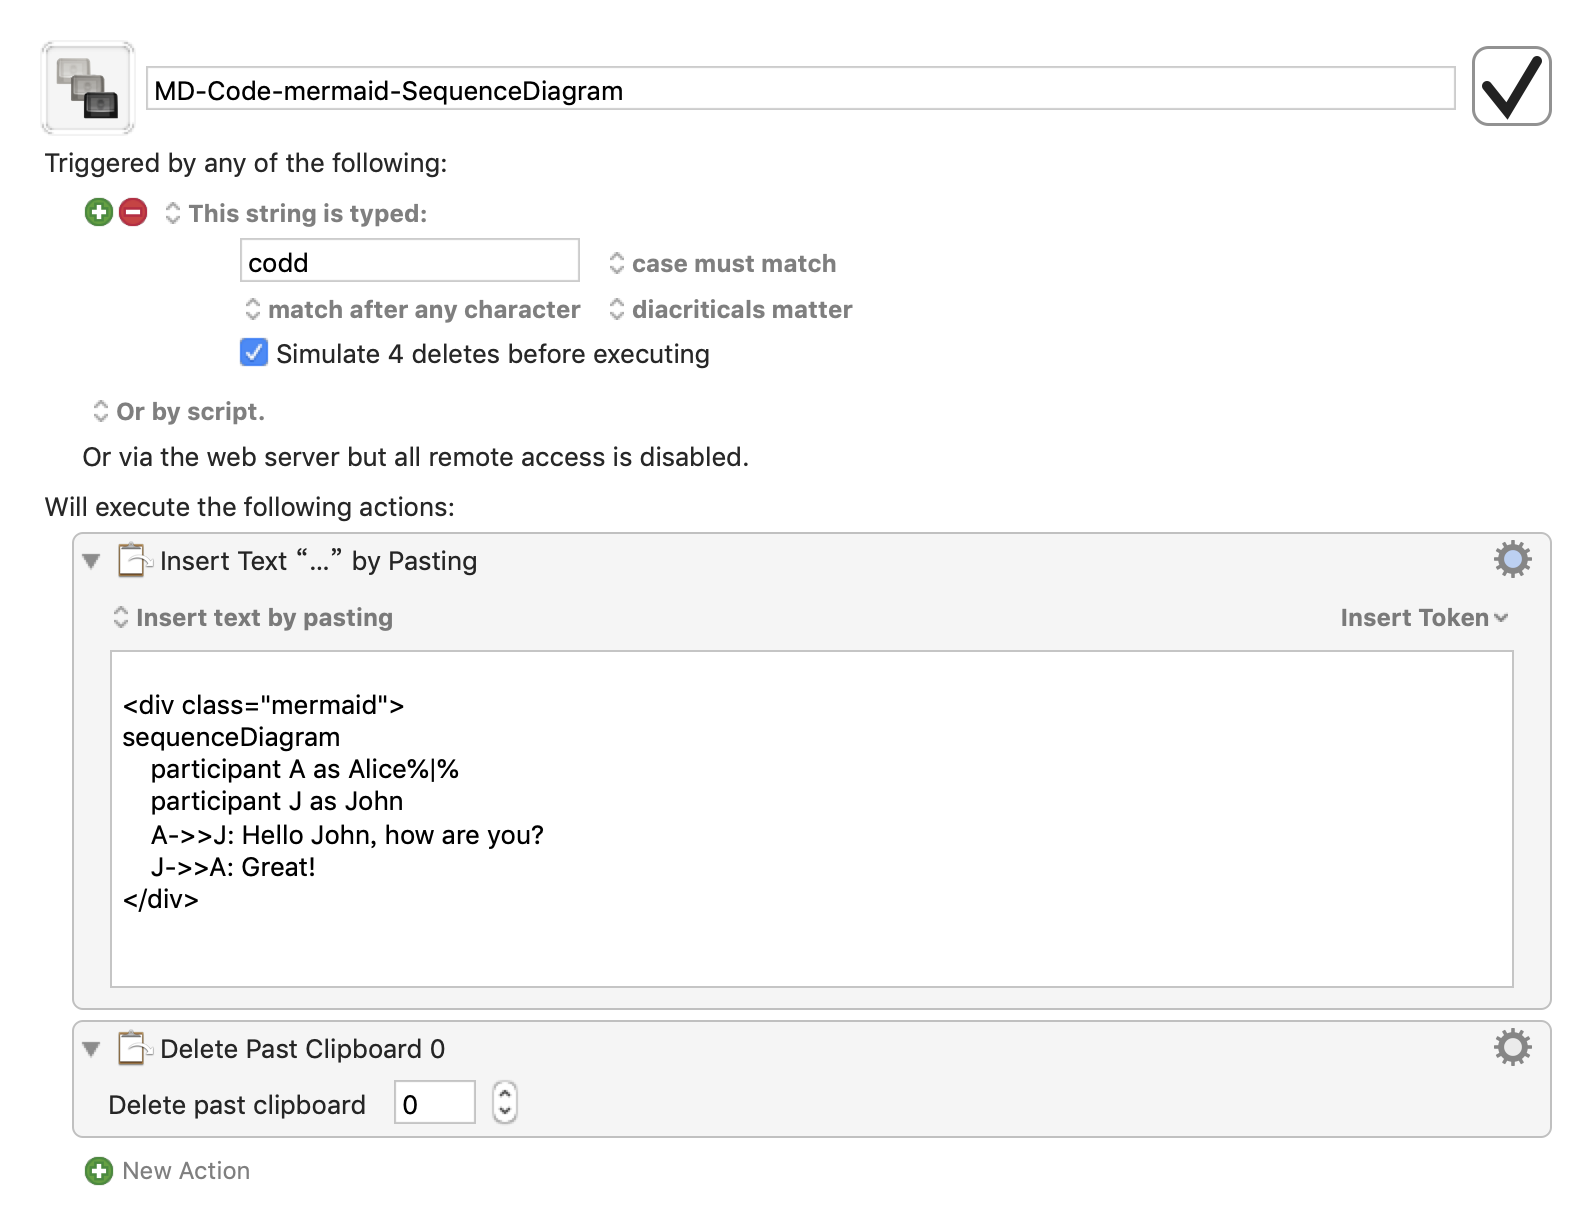 MD-Code-mermaid-SequenceDiagram
Triggered by any of the following:
This string is typed:
codd case must match
match after any character diacriticals matter
Simulate 4 deletes before executing
Or by script.
Or via the web server but all remote access is disabled.
Will execute the following actions:
Insert Text “…” by Pasting
Insert text by pasting Insert Token
<div class="mermaid">
sequenceDiagram
    participant A as Alice%|%
    participant J as John
    A->>J: Hello John, how are you?
    J->>A: Great!
</div>
Delete Past Clipboard 0
Delete past clipboard 0
New Action